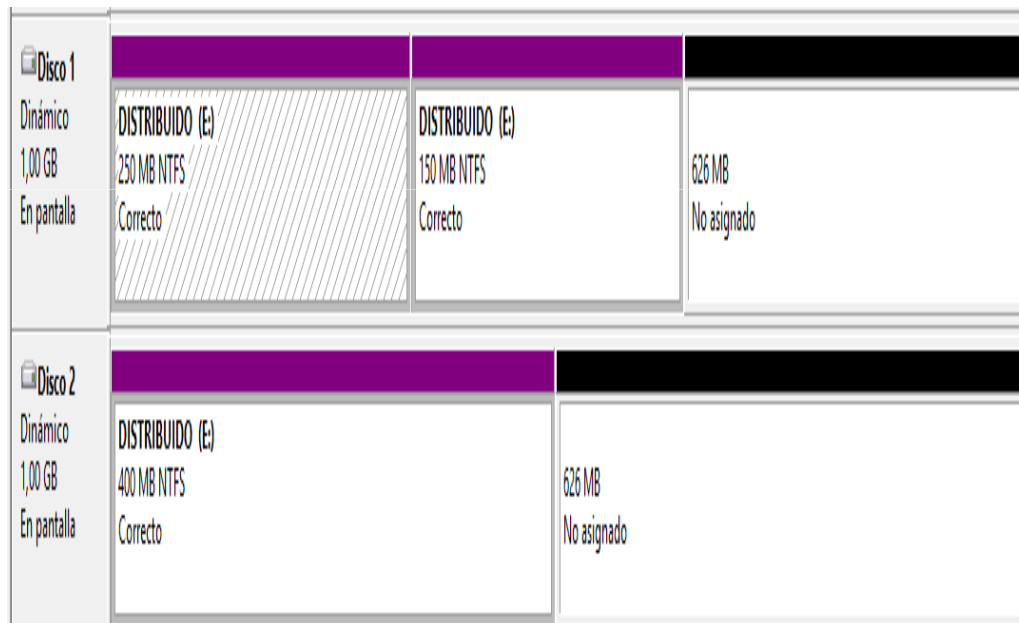 Disco 1
Dinámico
1,00 GB
En pantalla
DISTRIBUIDO (E:)
250 MB NTFS
Correcto
DISTRIBUIDO (E:)
150 MB NTFS
Correcto
626 MB
No asignado
Disco 2
Dinámico
1,00 GB
En pantalla
DISTRIBUIDO (E:)
400 MB NTFS
Correcto
626 MB
No asignado